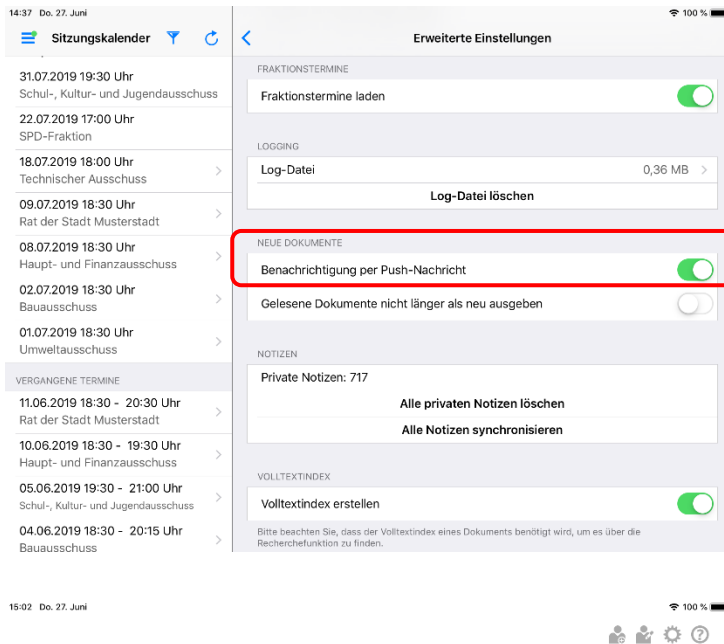 14:37 Do. 27. Juni
100 %
Sitzungskalender
Erweiterte Einstellungen
31.07.2019 19:30 Uhr
Schul-, Kultur- und Jugendausschuss
22.07.2019 17:00 Uhr
SPD-Fraktion
18.07.2019 18:00 Uhr
Technischer Ausschuss
09.07.2019 18:30 Uhr
Rat der Stadt Musterstadt
08.07.2019 18:30 Uhr
Haupt- und Finanzausschuss
02.07.2019 18:30 Uhr
Bauausschuss
01.07.2019 18:30 Uhr
Umweltausschuss
VERGANGENE TERMINE
11.06.2019 18:30 - 20:30 Uhr
Rat der Stadt Musterstadt
10.06.2019 18:30 - 19:30 Uhr
Haupt- und Finanzausschuss
05.06.2019 19:30 - 21:00 Uhr
Schul-, Kultur- und Jugendausschuss
04.06.2019 18:30 - 20:15 Uhr
Bauausschuss
FRAKTIONSTERMINE
Fraktionstermine laden
LOGGING
Log-Datei 0,36 MB
Log-Datei löschen
NEUE DOKUMENTE
Benachrichtigung per Push-Nachricht
Gelesene Dokumente nicht länger als neu ausgeben
NOTIZEN
Private Notizen: 717
Alle privaten Notizen löschen
Alle Notizen synchronisieren
VOLLTEXTINDEX
Volltextindex erstellen
Bitte beachten Sie, dass der Volltextindex eines Dokuments benötigt wird, um es über die
Recherchefunktion zu finden.
15:02 Do. 27. Juni
100 %